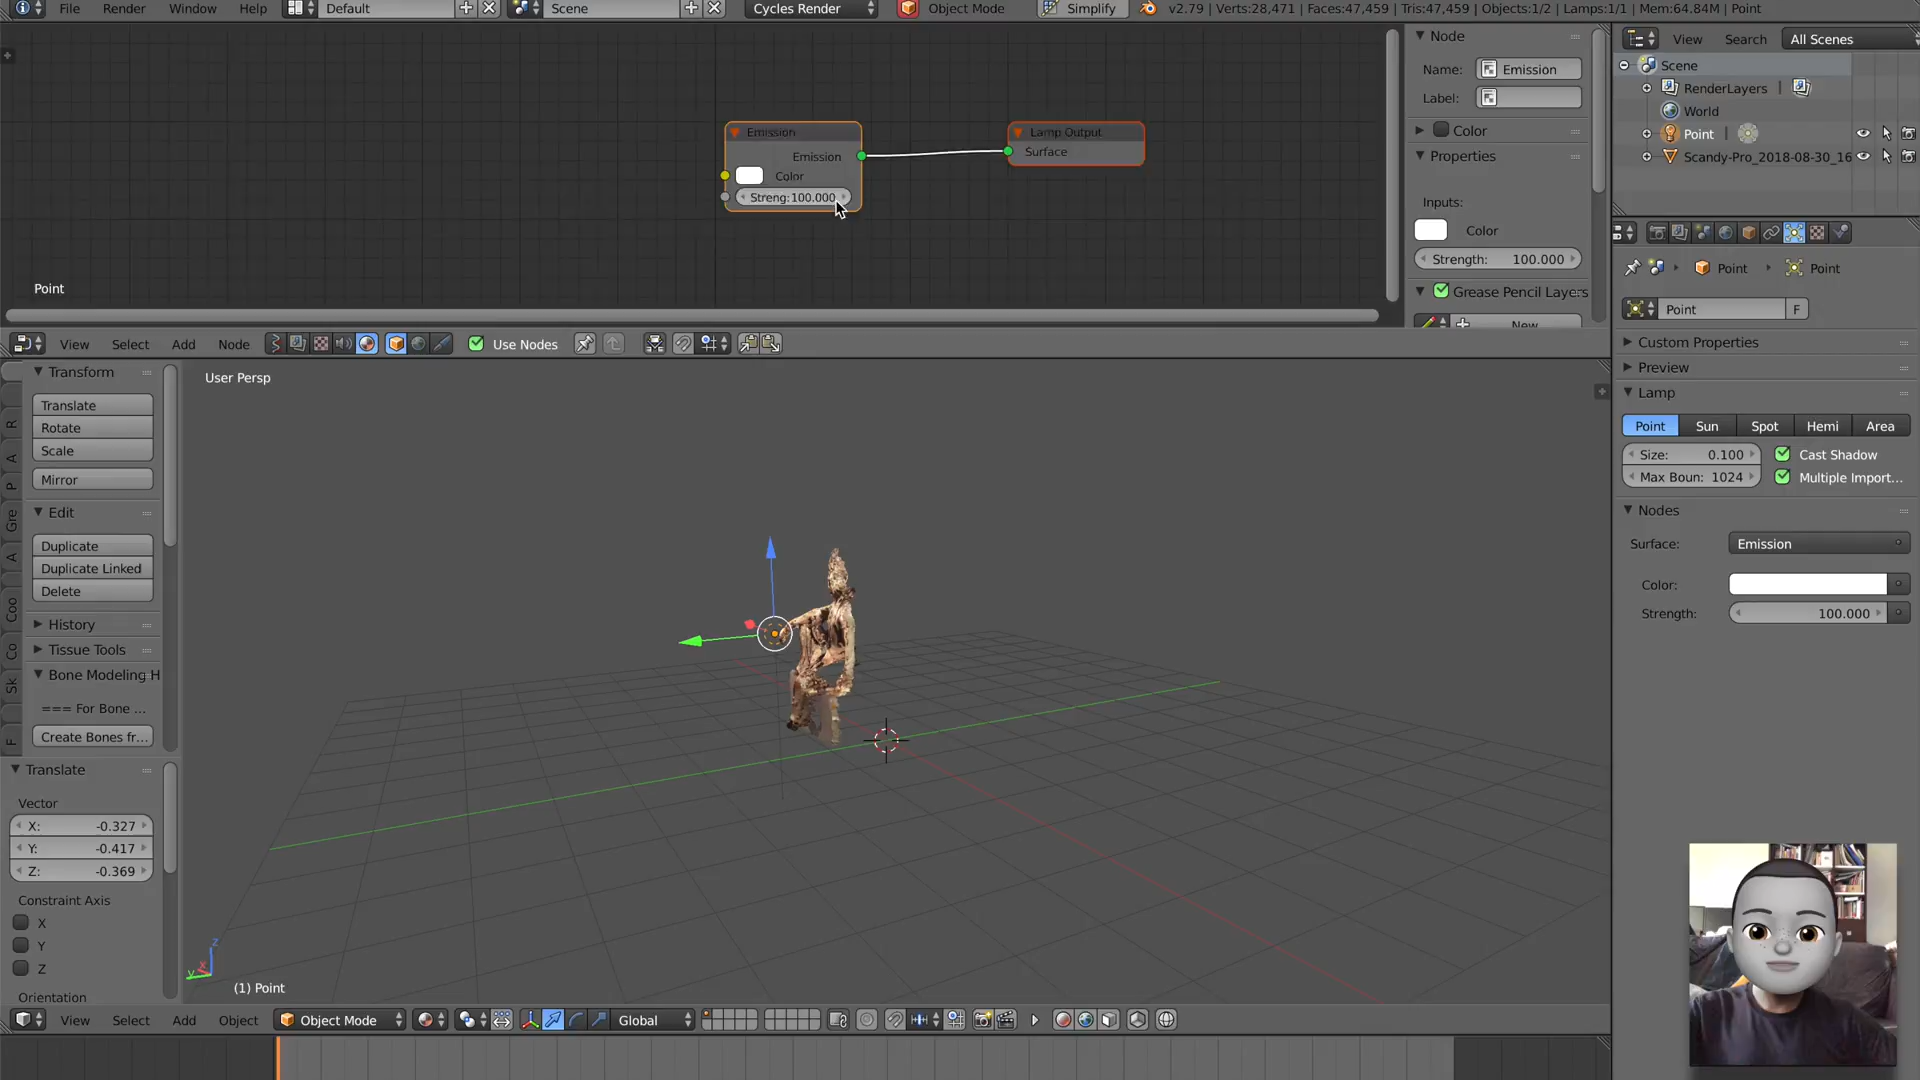 File Render Window Help Default Scene Cycles Render Object Mode Simplify v2.79 | Verts:28,471 | Faces:47,459 | Tris:47,459 | Objects:1/2 | Lamps:1/1 | Mem:64.84M | Point
Emission
Emission
Color
Streng:100.000
Lamp Output
Surface
Point
Node
Name: Emission
Label:
Color
Properties
Inputs:
Color
Strength: 100.000
Grease Pencil Layers
New
View Search All Scenes
Scene
RenderLayers
World
Point
Scandy-Pro_2018-08-30_16
View Select Add Node Use Nodes
Transform
Translate
Rotate
Scale
Mirror
Edit
Duplicate
Duplicate Linked
Delete
History
Tissue Tools
Bone Modeling H
=== For Bone ...
Create Bones fr...
R
A
P
Gre
A
Coo
Co
Sk
F
Translate
Vector
X: -0.327
Y: -0.417
Z: -0.369
Constraint Axis
X
Y
Z
Orientation
User Persp
z
x
y
(1) Point
View Select Add Object Object Mode Global
Point Point
Point F
Custom Properties
Preview
Lamp
Point Sun Spot Hemi Area
Size: 0.100 Cast Shadow
Max Boun: 1024 Multiple Import...
Nodes
Surface: Emission
Color:
Strength: 100.000